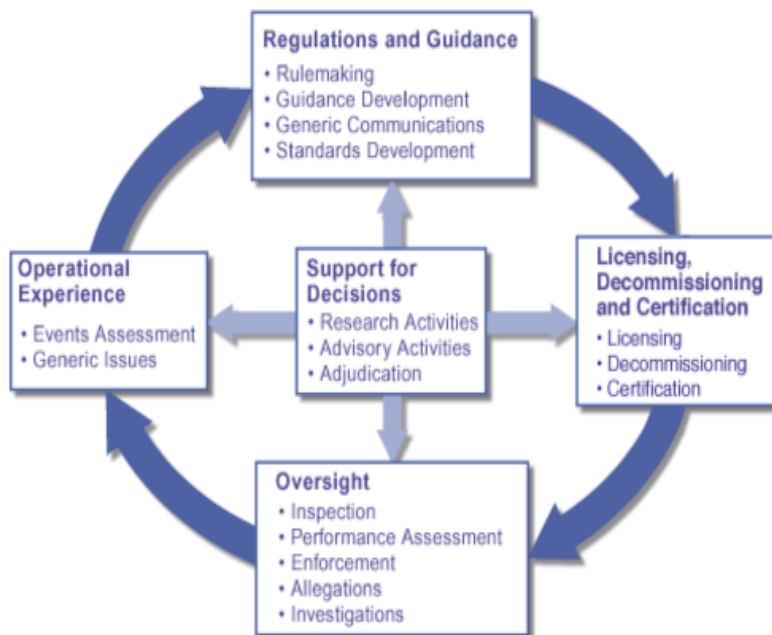 Regulations and Guidance
• Rulemaking
• Guidance Development
• Generic Communications
• Standards Development
Operational
Experience
• Events Assessment
• Generic Issues
Support for
Decisions
• Research Activities
• Advisory Activities
• Adjudication
Licensing,
Decommissioning
and Certification
• Licensing
• Decommissioning
• Certification
Oversight
• Inspection
• Performance Assessment
• Enforcement
• Allegations
• Investigations